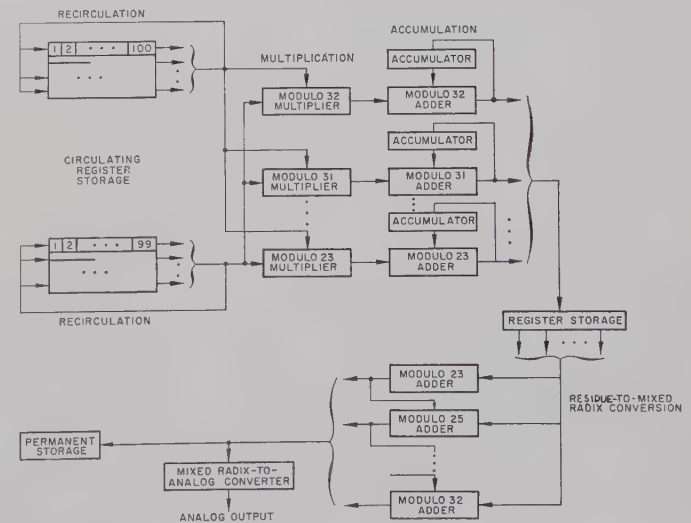 RECIRCULATION
1 2 • • • 100
• • •
CIRCULATING
REGISTER
STORAGE
1 2 • • • 99
• • •
RECIRCULATION
MULTIPLICATION
MODULO 32
MULTIPLIER
MODULO 31
MULTIPLIER
MODULO 23
MULTIPLIER
ACCUMULATION
ACCUMULATOR
MODULO 32
ADDER
ACCUMULATOR
MODULO 31
ADDER
ACCUMULATOR
MODULO 23
ADDER
REGISTER STORAGE
• • •
RESIDUE-TO-MIXED
RADIX CONVERSION
MODULO 23
ADDER
MODULO 25
ADDER
MODULO 32
ADDER
PERMANENT
STORAGE
MIXED RADIX-TO-
ANALOG CONVERTER
ANALOG OUTPUT